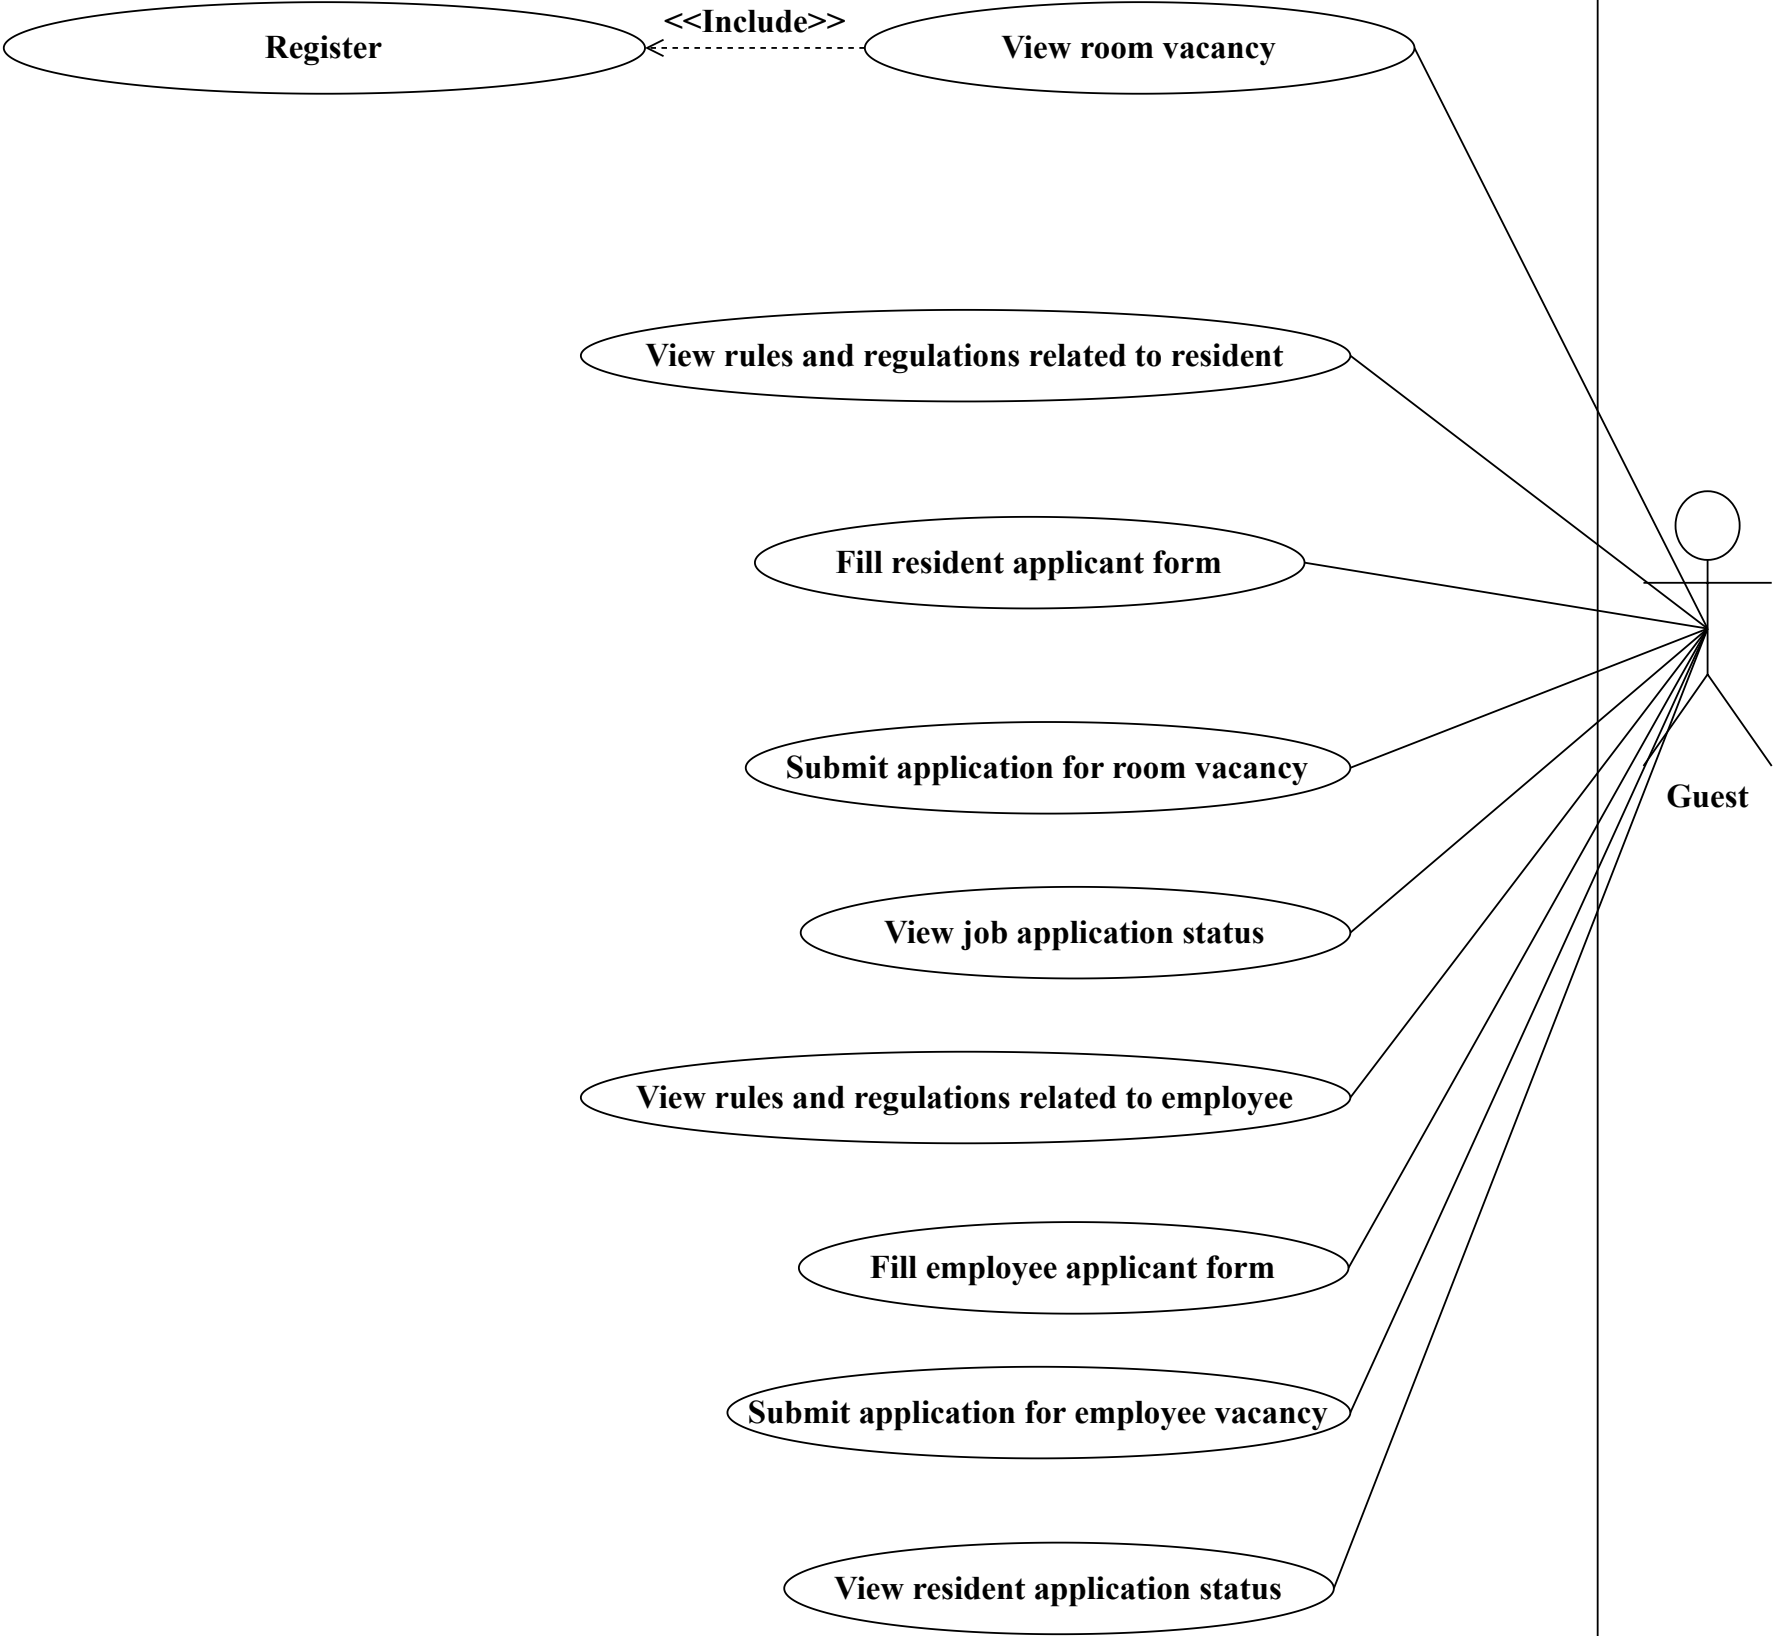 <<Include>>
Register
View room vacancy
View rules and regulations related to resident
Fill resident applicant form
Submit application for room vacancy
Guest
View job application status
View rules and regulations related to employee
Fill employee applicant form
Submit application for employee vacancy
View resident application status